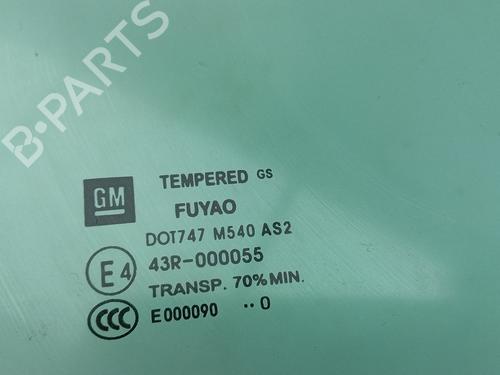 B-PARTS
GM TEMPERED GS
FUYAO
DOT747 M540 AS2
E4 43R-000055
TRANSP. 70% MIN.
CCC E000090 ·· 0